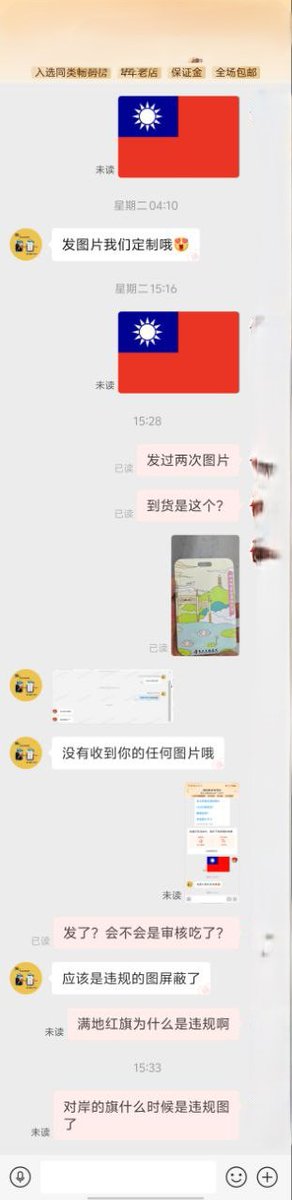 入选同类畅销榜 早年老店 保证金 全场包邮
未读
星期二 04:10
发图片我们定制哦😍
星期二 15:16
未读
15:28
已读
发过两次图片
已读
到货是这个？
已读
没有收到你的任何图片哦
未读
已读
发了？会不会是审核吃了？
应该是违规的图屏蔽了
未读
满地红旗为什么是违规啊
15:33
未读
对岸的旗什么时候是违规图
了